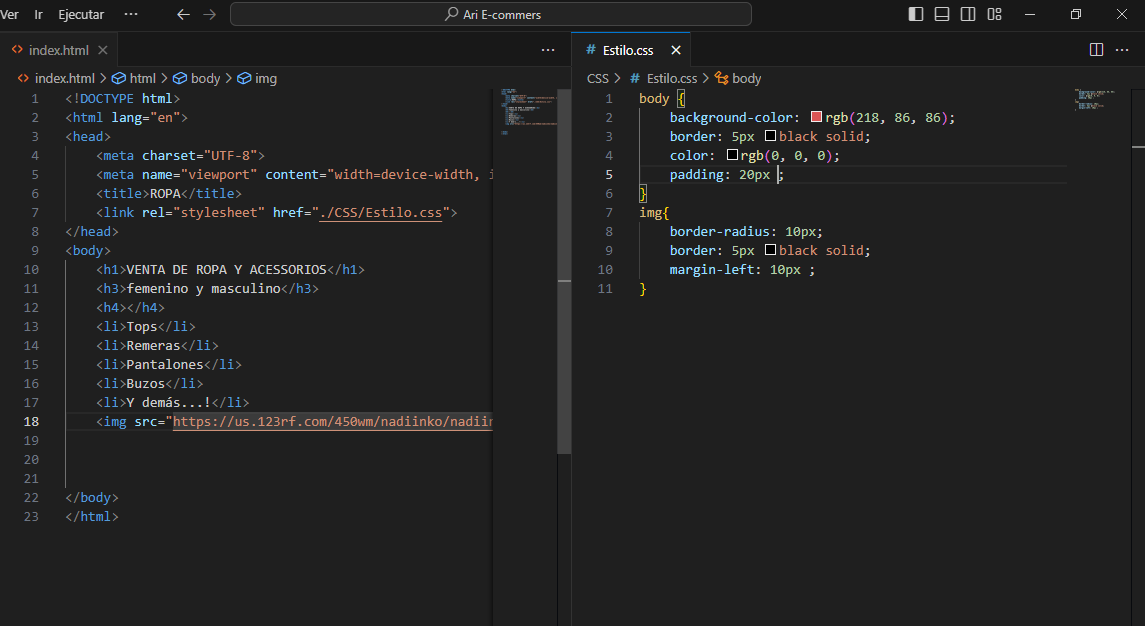 Ver Ir Ejecutar ··· Ari E-commers
index.html
index.html > html > body > img
1 <!DOCTYPE html>
2 <html lang="en">
3 <head>
4 <meta charset="UTF-8">
5 <meta name="viewport" content="width=device-width, i
6 <title>ROPA</title>
7 <link rel="stylesheet" href="./CSS/Estilo.css">
8 </head>
9 <body>
10 <h1>VENTA DE ROPA Y ACESSORIOS</h1>
11 <h3>femenino y masculino</h3>
12 <h4></h4>
13 <li>Tops</li>
14 <li>Remeras</li>
15 <li>Pantalones</li>
16 <li>Buzos</li>
17 <li>Y demás...!</li>
18 <img src="https://us.123rf.com/450wm/nadiinko/nadiin
19
20
21
22 </body>
23 </html>
# Estilo.css
CSS > # Estilo.css > body
1 body {
2 background-color: rgb(218, 86, 86);
3 border: 5px black solid;
4 color: rgb(0, 0, 0);
5 padding: 20px ;
6 }
7 img{
8 border-radius: 10px;
9 border: 5px black solid;
10 margin-left: 10px ;
11 }